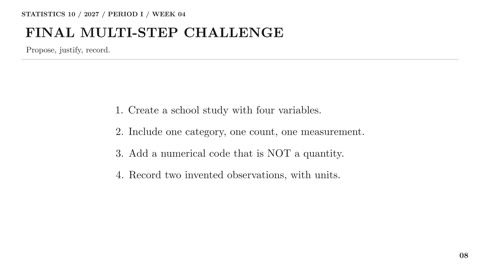 STATISTICS 10 / 2027 / PERIOD I / WEEK 04
FINAL MULTI-STEP CHALLENGE
Propose, justify, record.
1. Create a school study with four variables.
2. Include one category, one count, one measurement.
3. Add a numerical code that is NOT a quantity.
4. Record two invented observations, with units.
08